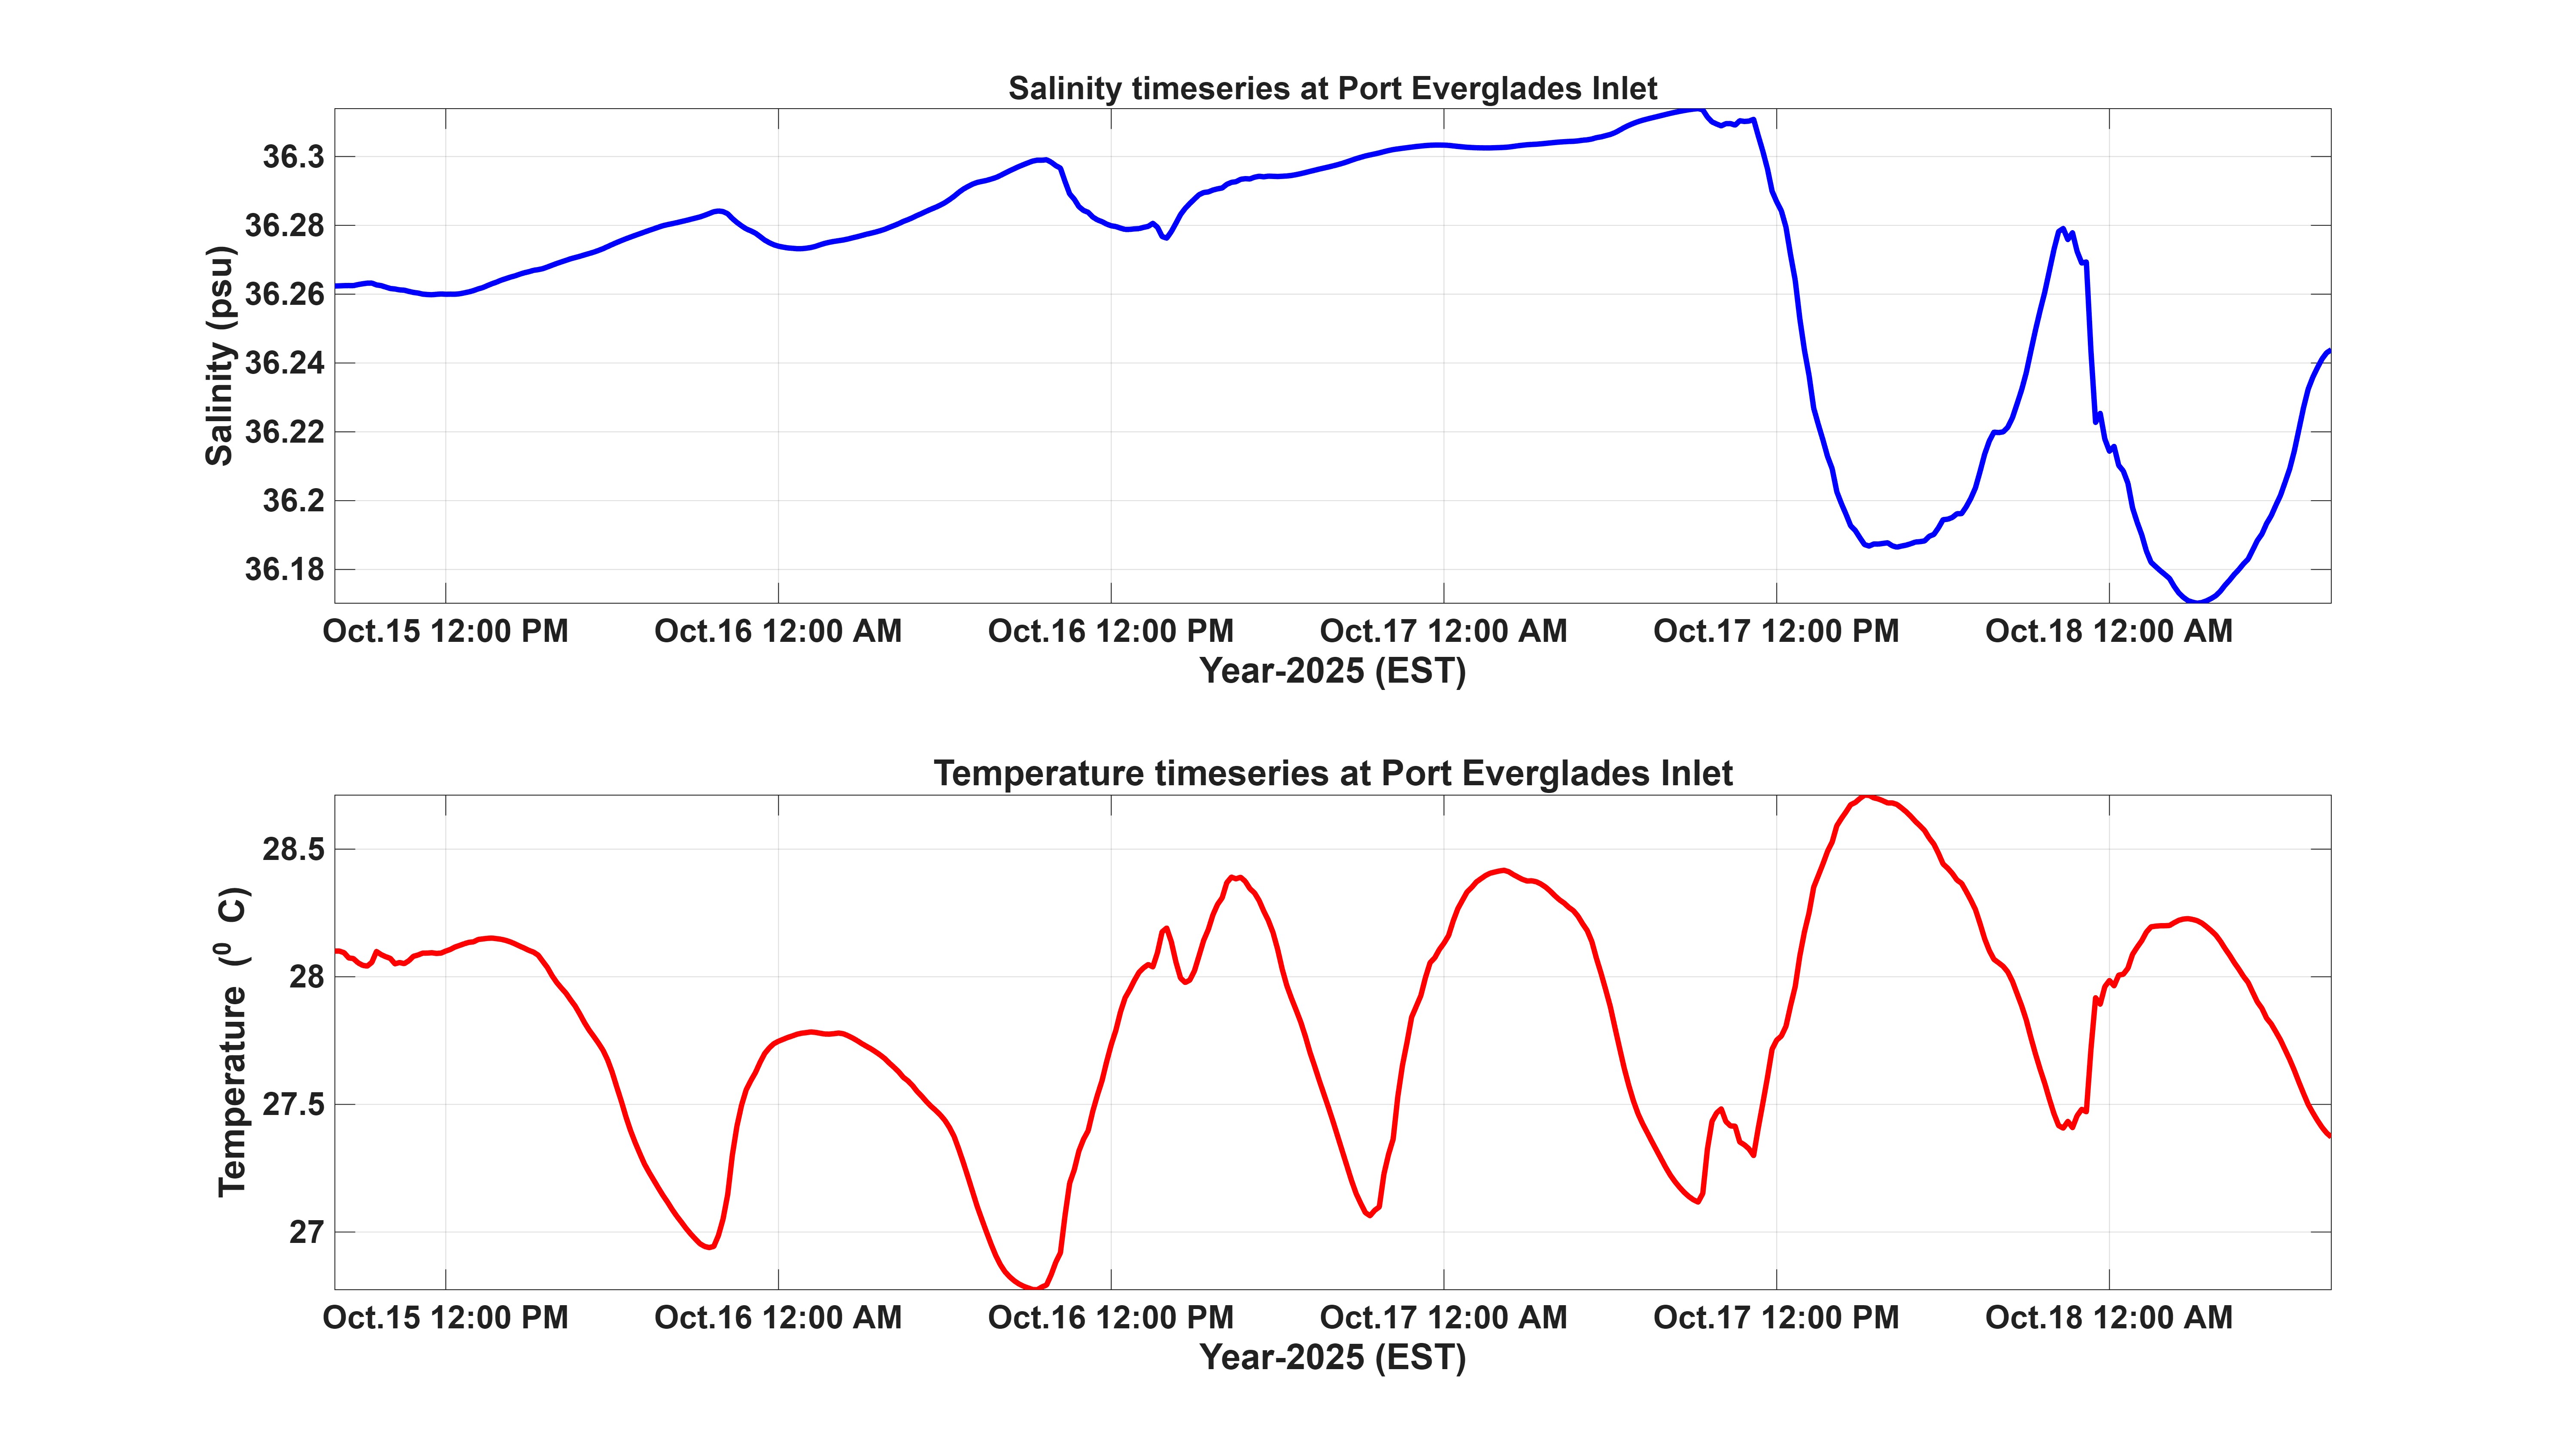 Salinity timeseries at Port Everglades Inlet
Salinity (psu)
36.3
36.28
36.26
36.24
36.22
36.2
36.18
Oct.15 12:00 PM Oct.16 12:00 AM Oct.16 12:00 PM Oct.17 12:00 AM Oct.17 12:00 PM Oct.18 12:00 AM
Year-2025 (EST)
Temperature timeseries at Port Everglades Inlet
Temperature (⁰ C)
28.5
28
27.5
27
Oct.15 12:00 PM Oct.16 12:00 AM Oct.16 12:00 PM Oct.17 12:00 AM Oct.17 12:00 PM Oct.18 12:00 AM
Year-2025 (EST)